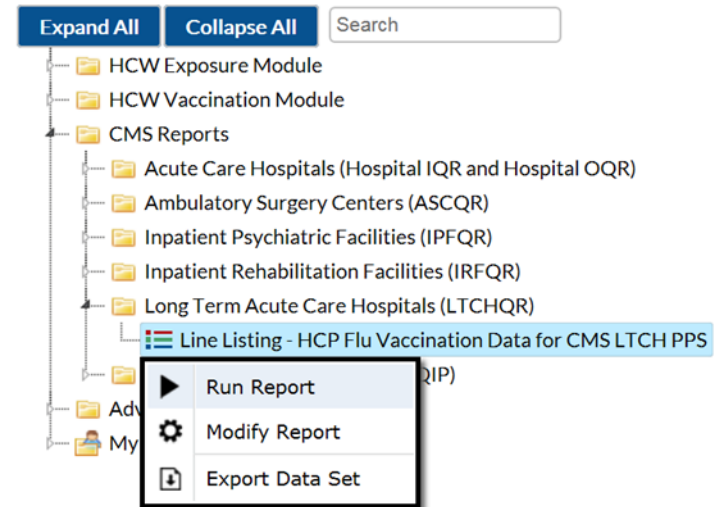 Expand All Collapse All Search
HCW Exposure Module
HCW Vaccination Module
CMS Reports
Acute Care Hospitals (Hospital IQR and Hospital OQR)
Ambulatory Surgery Centers (ASCQR)
Inpatient Psychiatric Facilities (IPFQR)
Inpatient Rehabilitation Facilities (IRFQR)
Long Term Acute Care Hospitals (LTCHQR)
Line Listing - HCP Flu Vaccination Data for CMS LTCH PPS
QIP)
Run Report
Adv
Modify Report
My
Export Data Set